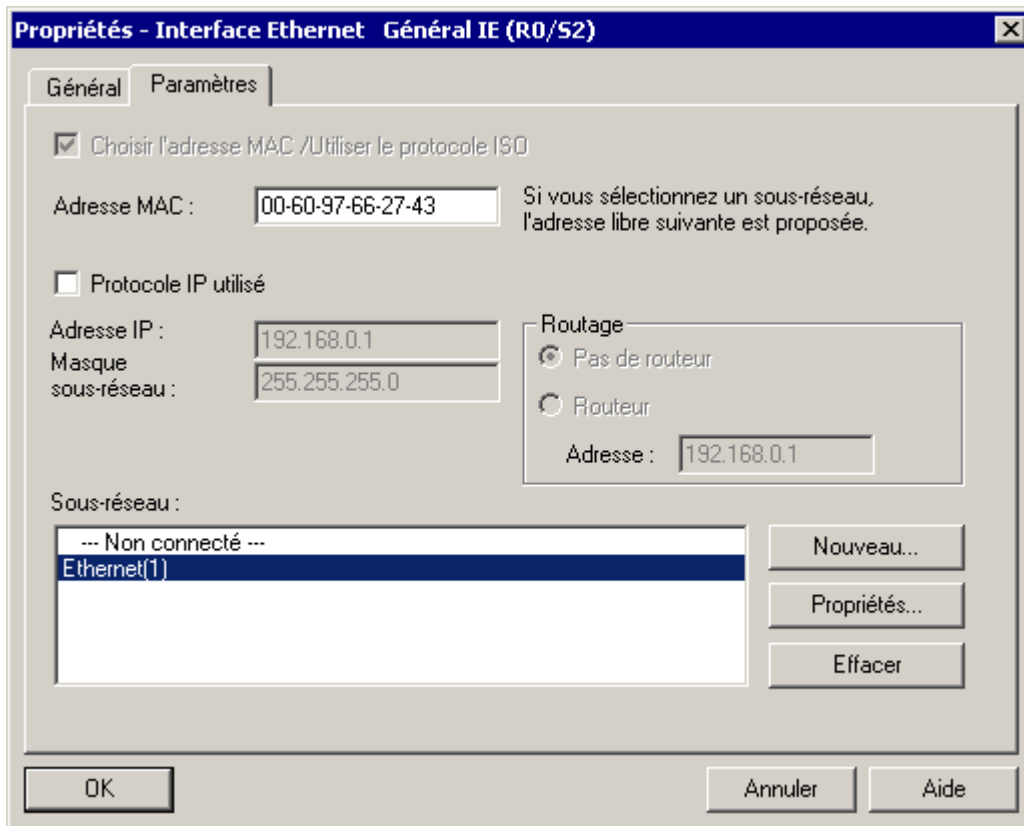 Propriétés - Interface Ethernet Général IE (R0/S2)
Général
Paramètres
Choisir l'adresse MAC /Utiliser le protocole ISO
Adresse MAC :
00-60-97-66-27-43
Si vous sélectionnez un sous-réseau,
l'adresse libre suivante est proposée.
Protocole IP utilisé
Adresse IP :
192.168.0.1
Masque
sous-réseau :
255.255.255.0
Routage
Pas de routeur
Routeur
Adresse :
192.168.0.1
Sous-réseau :
--- Non connecté ---
Ethernet(1)
Nouveau...
Propriétés...
Effacer
OK
Annuler
Aide